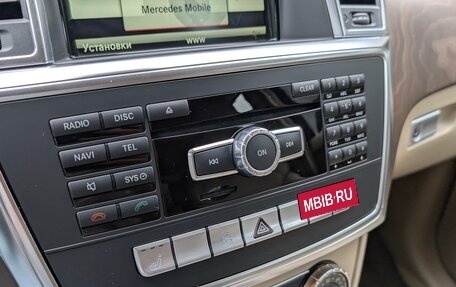 Mercedes Mobile
Установки
www
CLEAR
RADIO
DISC
NAVI
TEL
SYS
ON
MBIB.RU